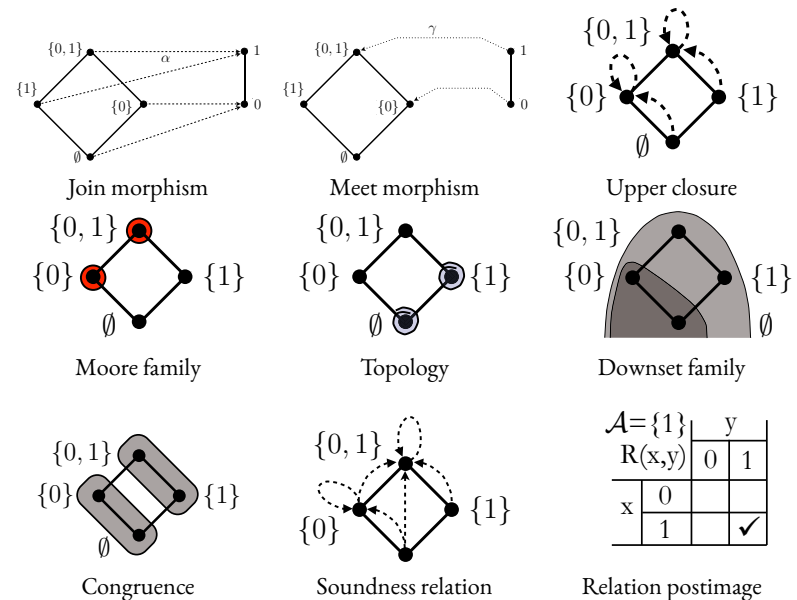 {0, 1}
α
1
{1}
{0}
0
∅
Join morphism
{0, 1}
γ
1
{1}
{0}
0
∅
Meet morphism
{0, 1}
{0}
{1}
∅
Upper closure
{0, 1}
{0}
{1}
∅
Moore family
{0, 1}
{0}
{1}
∅
Topology
{0, 1}
{0}
{1}
∅
Downset family
{0, 1}
{0}
{1}
∅
Congruence
{0, 1}
{0}
{1}
Soundness relation
𝒜={1} y
R(x,y) 0 1
x 0
1 ✓
Relation postimage